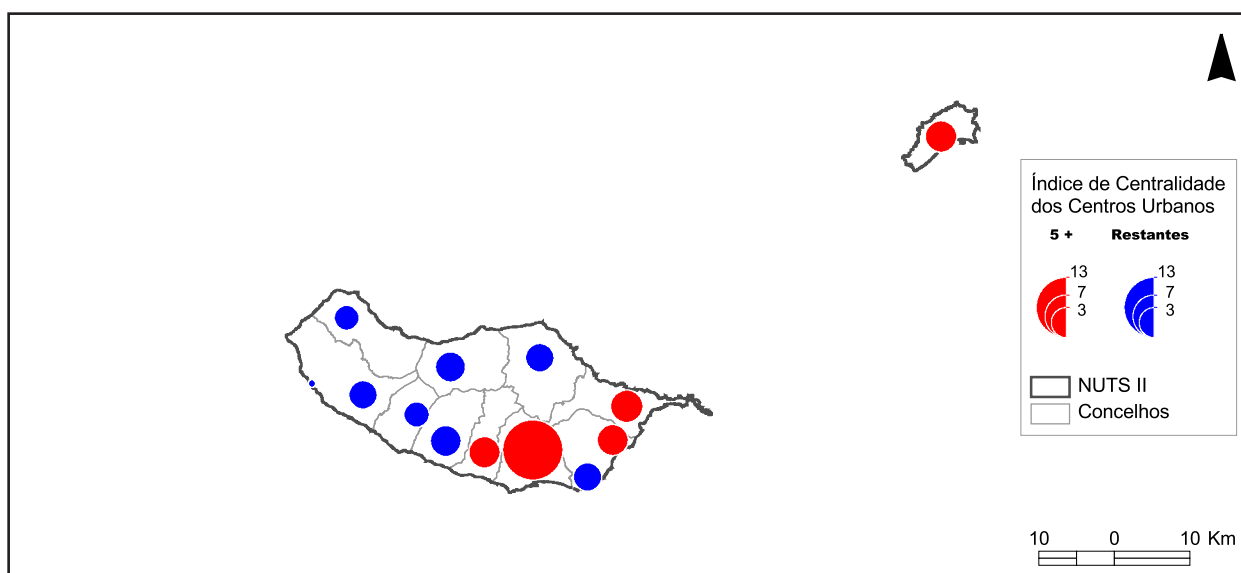 Índice de Centralidade
dos Centros Urbanos
5 + Restantes
13 13
7 7
3 3
NUTS II
Concelhos
10 0 10 Km